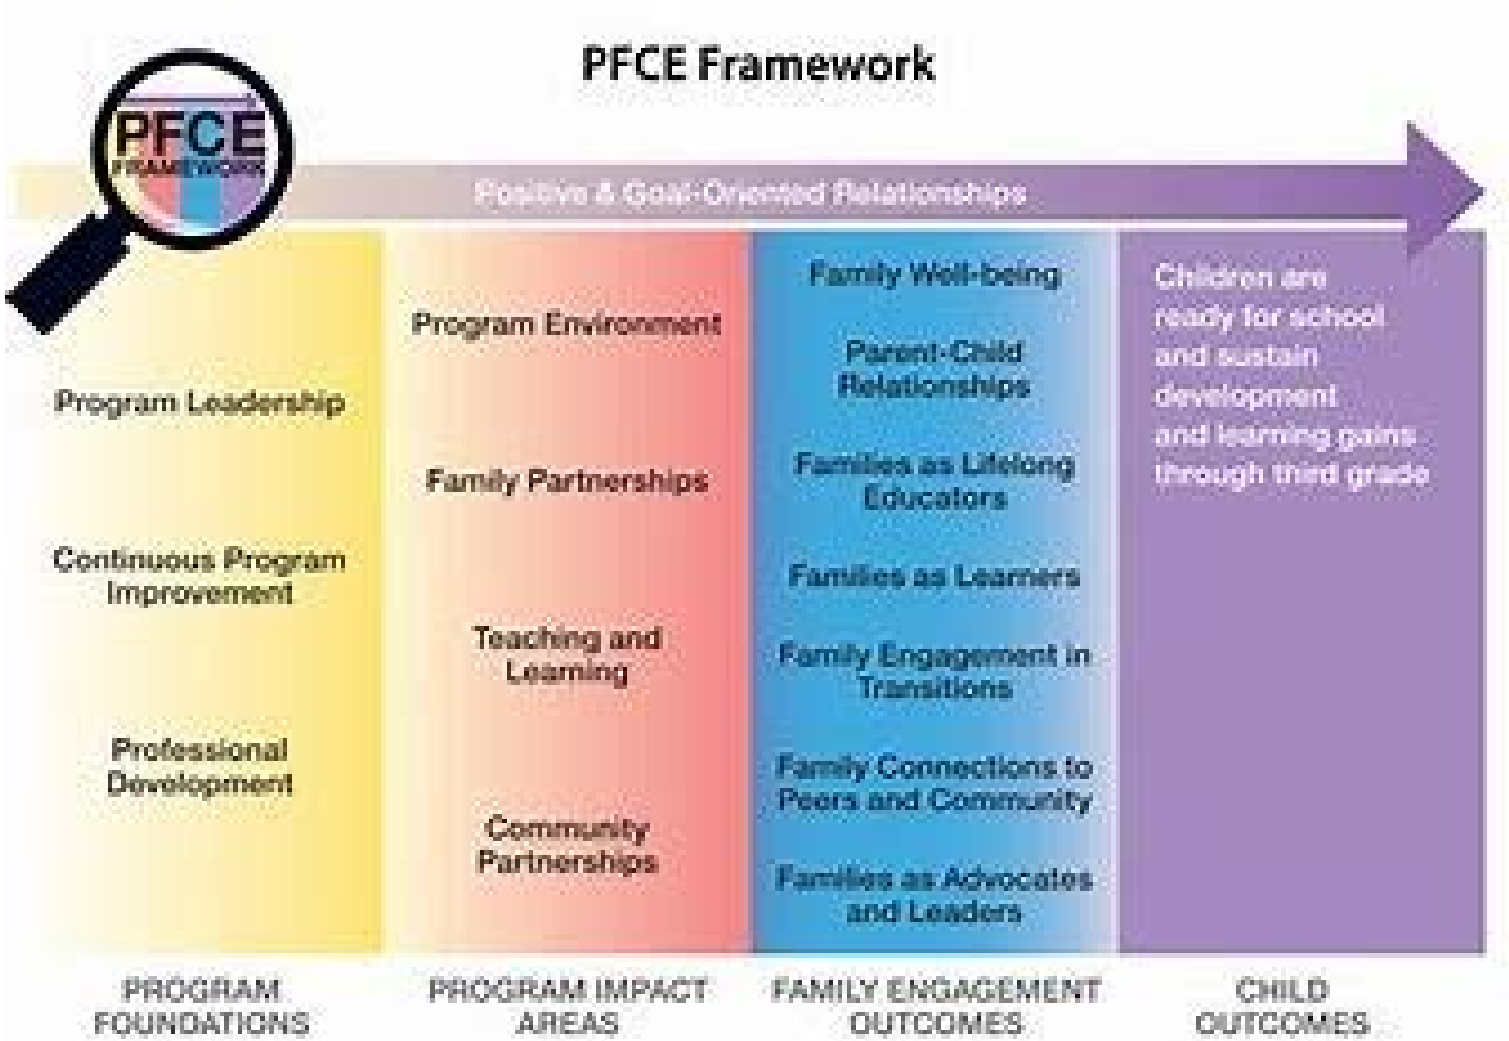 PFCE Framework
PFCE
FRAMEWORK
Positive & Goal-Oriented Relationships
Program Leadership
Continuous Program
Improvement
Professional
Development
PROGRAM
FOUNDATIONS
Program Environment
Family Partnerships
Teaching and
Learning
Community
Partnerships
PROGRAM IMPACT
AREAS
Family Well-being
Parent-Child
Relationships
Families as Lifelong
Educators
Families as Learners
Family Engagement in
Transitions
Family Connections to
Peers and Community
Families as Advocates
and Leaders
FAMILY ENGAGEMENT
OUTCOMES
Children are
ready for school
and sustain
development
and learning gains
through third grade
CHILD
OUTCOMES